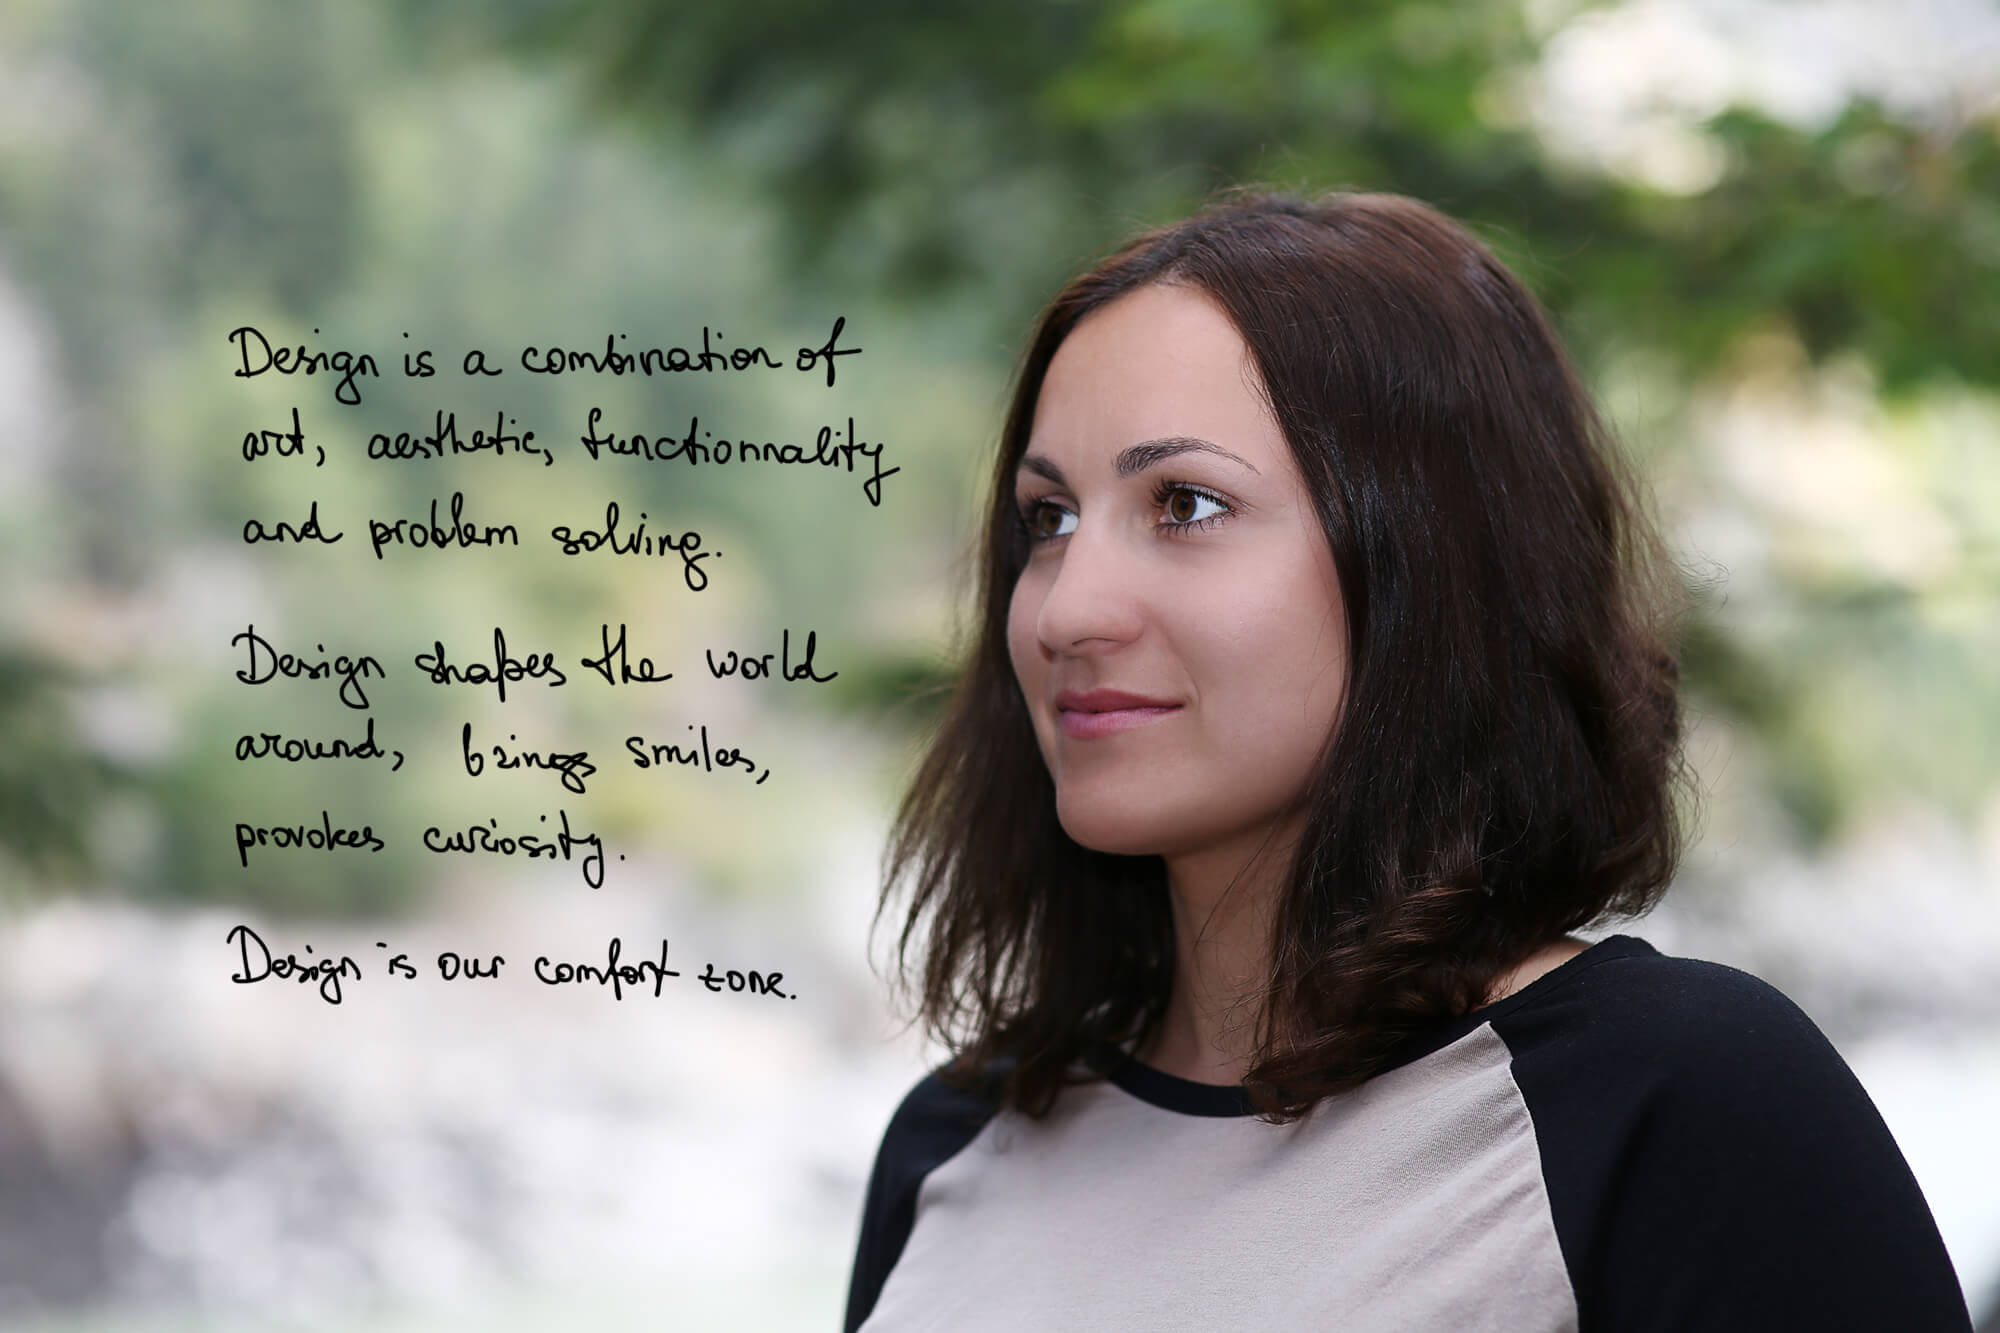 Design is a combination of
art, aesthetic, functionnality
and problem solving.
Design shapes the world
around, brings smiles,
provokes curiosity.
Design is our comfort zone.